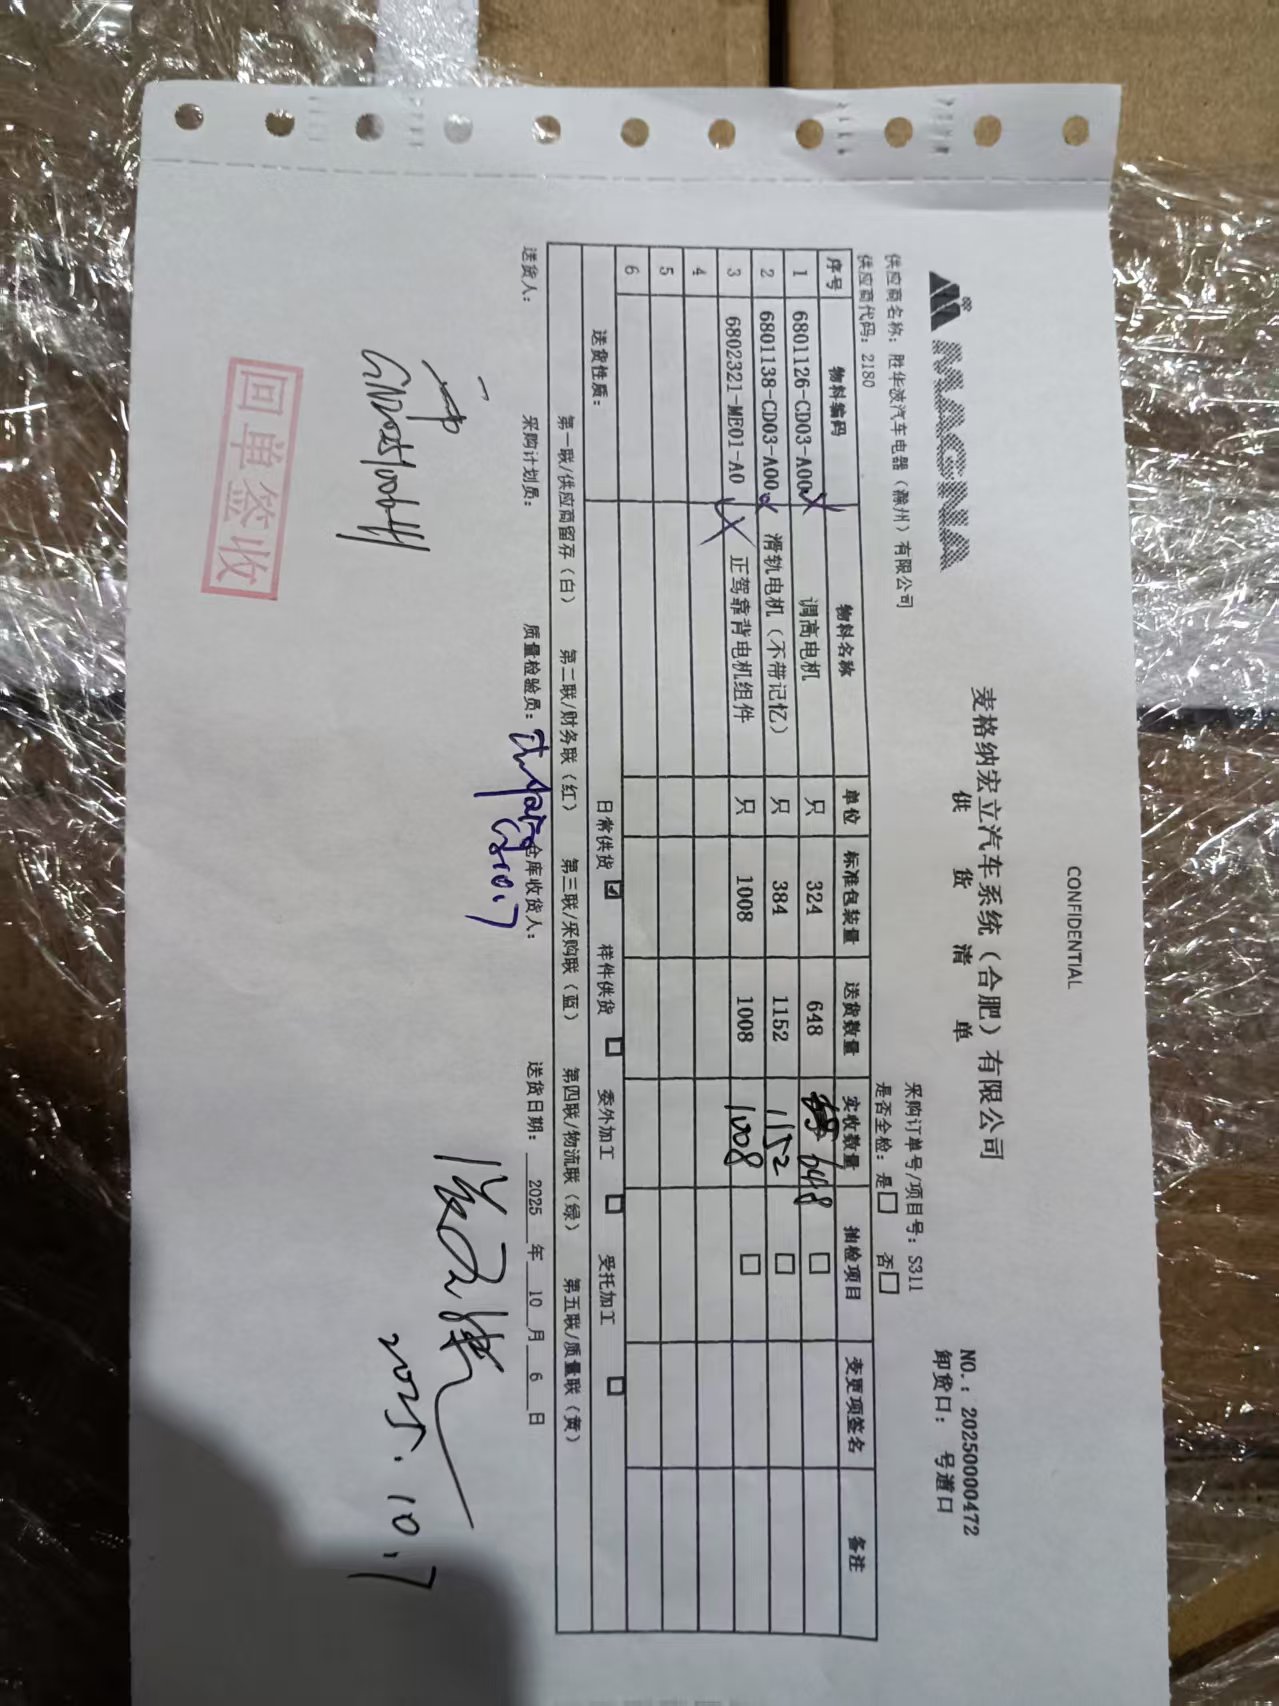 CONFIDENTIAL
MAGNA
麦格纳宏立汽车系统（合肥）有限公司
供 货 清 单
NO.: 20250000472
供应商名称: 胜华波汽车电器（滁州）有限公司 采购订单号/项目号: S311 卸货口: 号道口
供应商代码: 2180 是否全检: 是□ 否□
序号 物料编码 物料名称 单位 标准包装量 送货数量 实收数量 抽检项目 变更项签名 备注
1 6801126-CD03-A00 调高电机 只 324 648 648 □
2 6801138-CD03-A00 滑轨电机（不带记忆） 只 384 1152 1152 □
3 6802321-ME01-A0 正驾靠背电机组件 只 1008 1008 1008 □
4
5
6
送货性质: 日常供货 ☑ 样件供货 □ 委外加工 □ 受托加工 □
第一联/供应商留存（白） 第二联/财务联（红） 第三联/采购联（蓝） 第四联/物流联（绿） 第五联/质量联（黄）
送货人: 采购计划员: 质量检验员: 仓库收货人: 送货日期: 2025 年 10 月 6 日
2025.10.7
回单签收